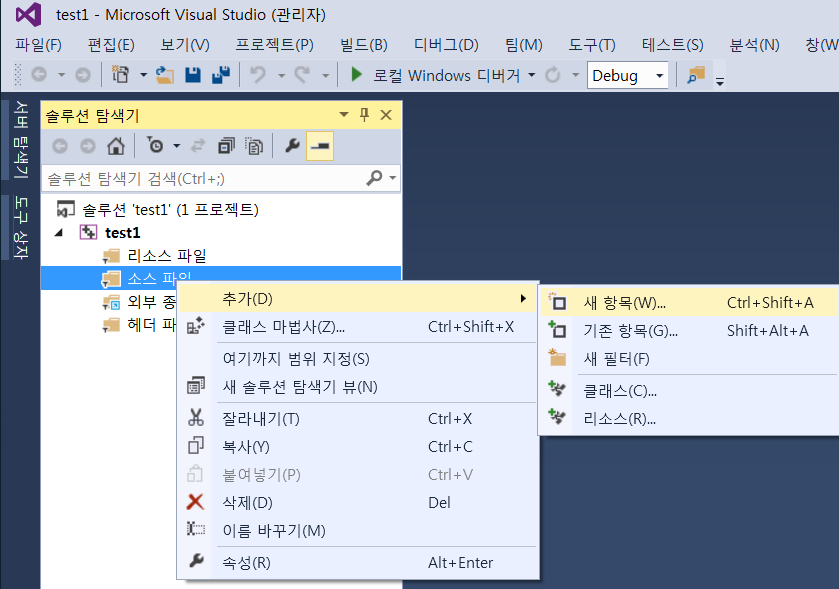 test1 - Microsoft Visual Studio (관리자)
파일(F) 편집(E) 보기(V) 프로젝트(P) 빌드(B) 디버그(D) 팀(M) 도구(T) 테스트(S) 분석(N) 창(W
로컬 Windows 디버거 Debug
서버 탐색기
도구 상자
솔루션 탐색기
솔루션 탐색기 검색(Ctrl+;)
솔루션 'test1' (1 프로젝트)
test1
리소스 파일
소스 파일
외부 종
헤더 파
추가(D)
클래스 마법사(Z)... Ctrl+Shift+X
여기까지 범위 지정(S)
새 솔루션 탐색기 뷰(N)
잘라내기(T) Ctrl+X
복사(Y) Ctrl+C
붙여넣기(P) Ctrl+V
삭제(D) Del
이름 바꾸기(M)
속성(R) Alt+Enter
새 항목(W)... Ctrl+Shift+A
기존 항목(G)... Shift+Alt+A
새 필터(F)
클래스(C)...
리소스(R)...